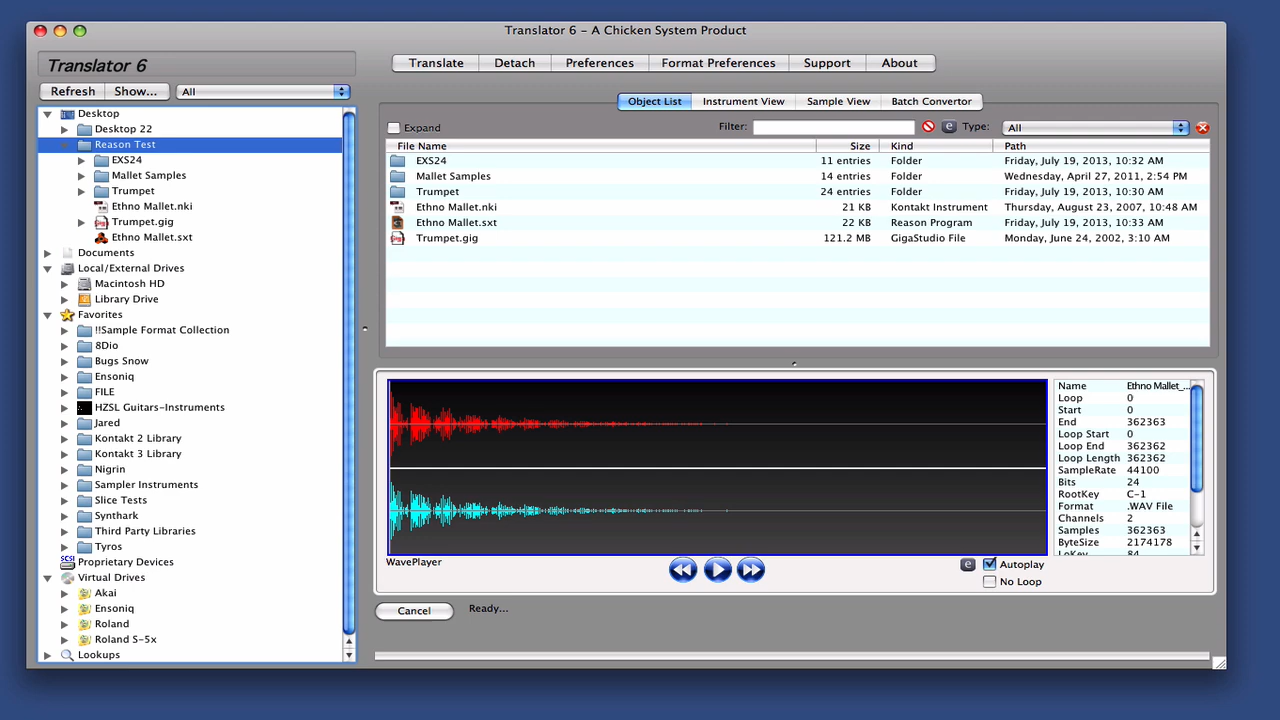 Translator 6 – A Chicken System Product
Translator 6
Translate Detach Preferences Format Preferences Support About
Refresh Show... All
Object List Instrument View Sample View Batch Convertor
Expand Filter: e Type: All
File Name Size Kind Path
EXS24 11 entries Folder Friday, July 19, 2013, 10:32 AM
Mallet Samples 14 entries Folder Wednesday, April 27, 2011, 2:54 PM
Trumpet 24 entries Folder Friday, July 19, 2013, 10:30 AM
Ethno Mallet.nki 21 KB Kontakt Instrument Thursday, August 23, 2007, 10:48 AM
Ethno Mallet.sxt 22 KB Reason Program Friday, July 19, 2013, 10:33 AM
Trumpet.gig 121.2 MB GigaStudio File Monday, June 24, 2002, 3:10 AM
Desktop
Desktop 22
Reason Test
EXS24
Mallet Samples
Trumpet
Ethno Mallet.nki
Trumpet.gig
Ethno Mallet.sxt
Documents
Local/External Drives
Macintosh HD
Library Drive
Favorites
!!Sample Format Collection
8Dio
Bugs Snow
Ensoniq
FILE
HZSL Guitars-Instruments
Jared
Kontakt 2 Library
Kontakt 3 Library
Nigrin
Sampler Instruments
Slice Tests
Synthark
Third Party Libraries
Tyros
SCSI Proprietary Devices
Virtual Drives
Akai
Ensoniq
Roland
Roland S-5x
Lookups
Name Ethno Mallet_...
Loop 0
Start 0
End 362363
Loop Start 0
Loop End 362362
Loop Length 362362
SampleRate 44100
Bits 24
RootKey C-1
Format .WAV File
Channels 2
Samples 362363
ByteSize 2174178
LoKey 84
WavePlayer
e Autoplay
No Loop
Cancel Ready...